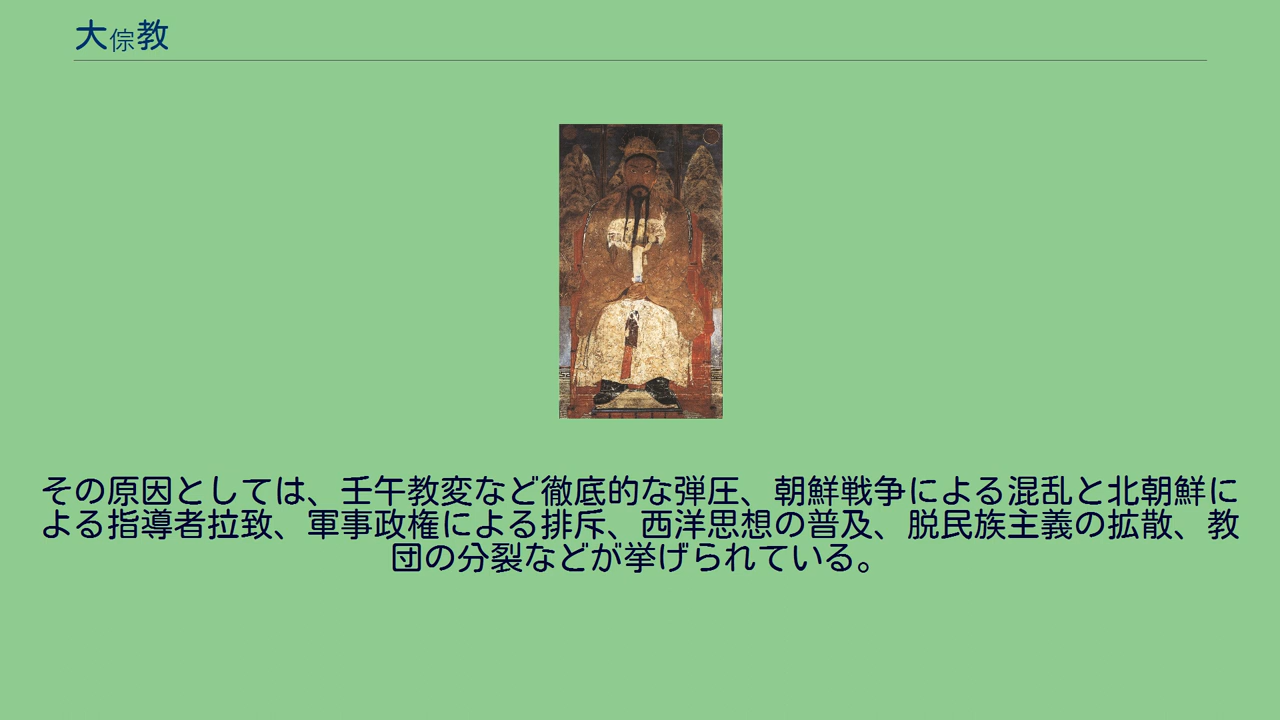 大倧教
その原因としては、壬午教変など徹底的な弾圧、朝鮮戦争による混乱と北朝鮮に
よる指導者拉致、軍事政権による排斥、西洋思想の普及、脱民族主義の拡散、教
団の分裂などが挙げられている。